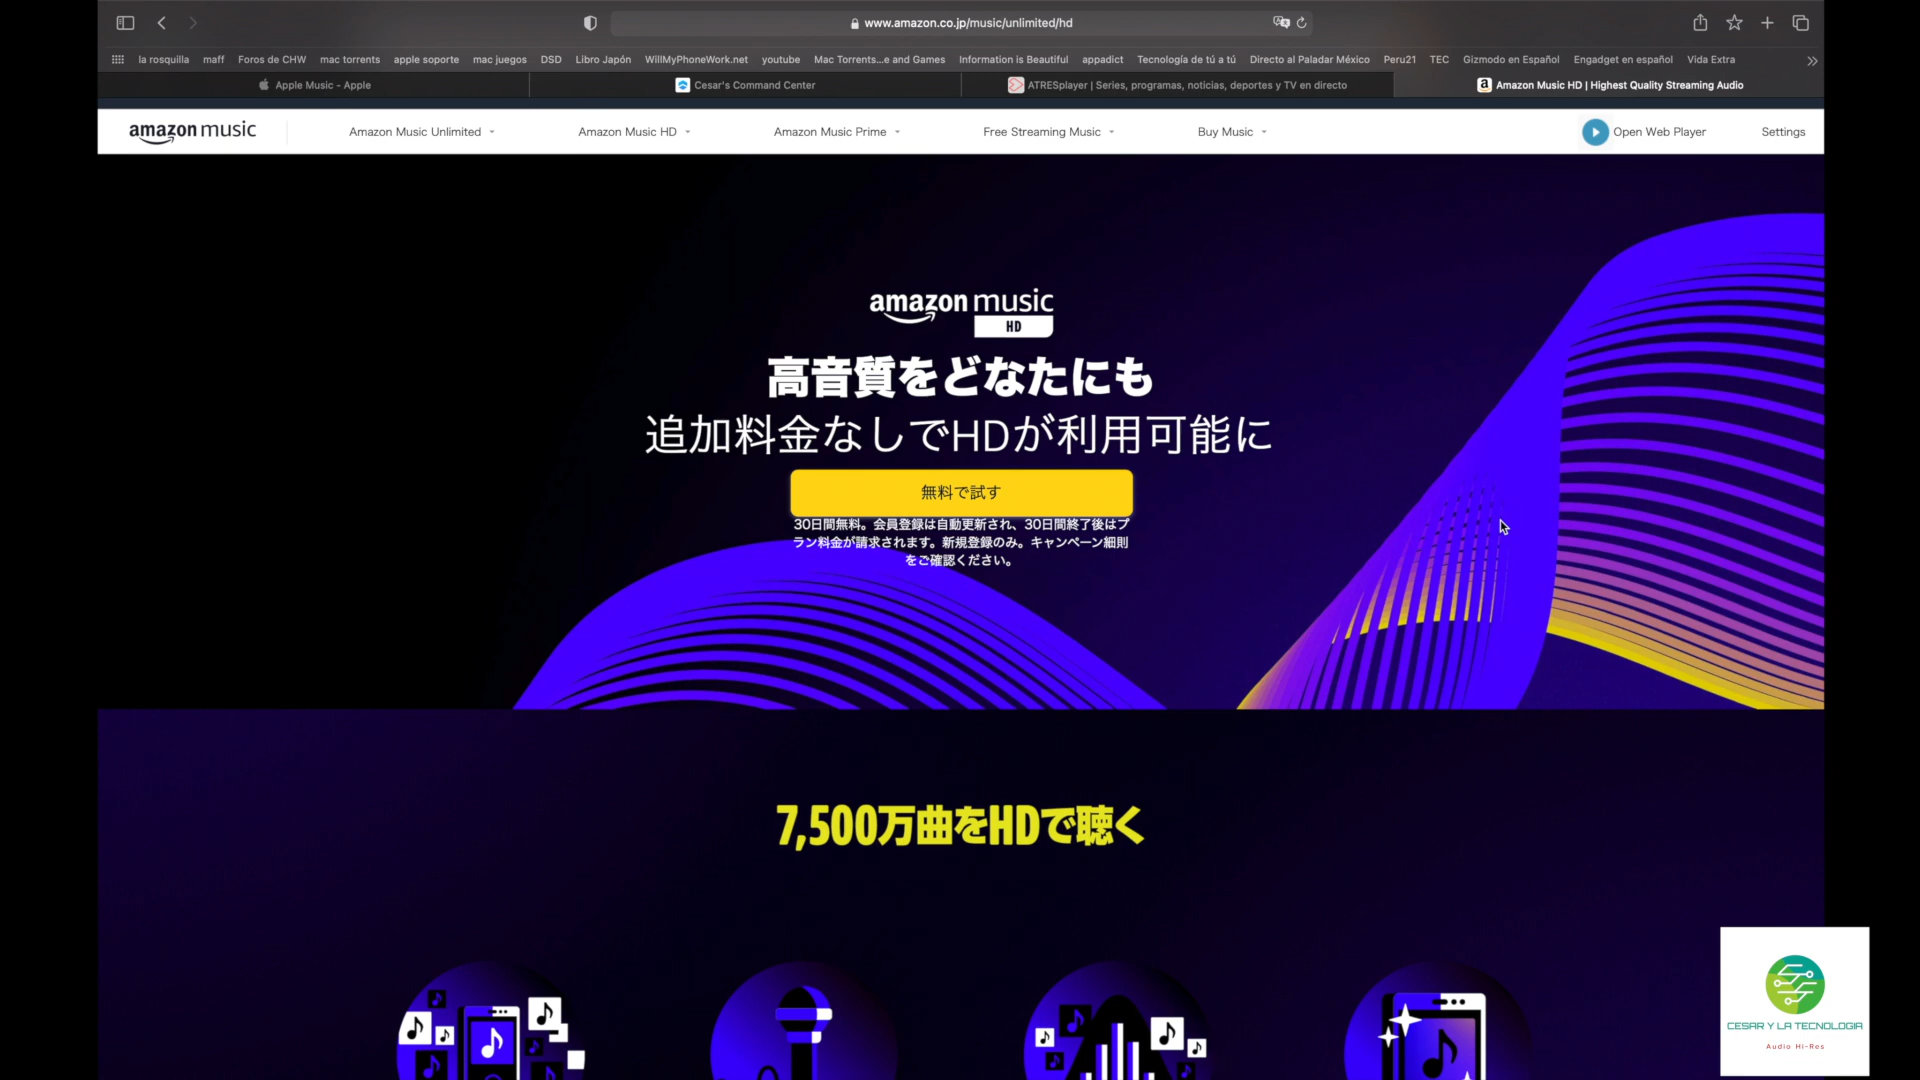 www.amazon.co.jp/music/unlimited/hd
la rosquilla maff Foros de CHW mac torrents apple soporte mac juegos DSD Libro Japón WillMyPhoneWork.net youtube Mac Torrents...e and Games Information is Beautiful appadict Tecnología de tú a tú Directo al Paladar México Peru21 TEC Gizmodo en Español Engadget en español Vida Extra
Apple Music - Apple Cesar's Command Center ATRESplayer | Series, programas, noticias, deportes y TV en directo Amazon Music HD | Highest Quality Streaming Audio
amazon music Amazon Music Unlimited Amazon Music HD Amazon Music Prime Free Streaming Music Buy Music Open Web Player Settings
amazon music
HD
高音質をどなたにも
追加料金なしでHDが利用可能に
無料で試す
30日間無料。会員登録は自動更新され、30日間終了後はプ
ラン料金が請求されます。新規登録のみ。キャンペーン細則
をご確認ください。
7,500万曲をHDで聴く
CESAR Y LA TECNOLOGIA
Audio Hi-Res